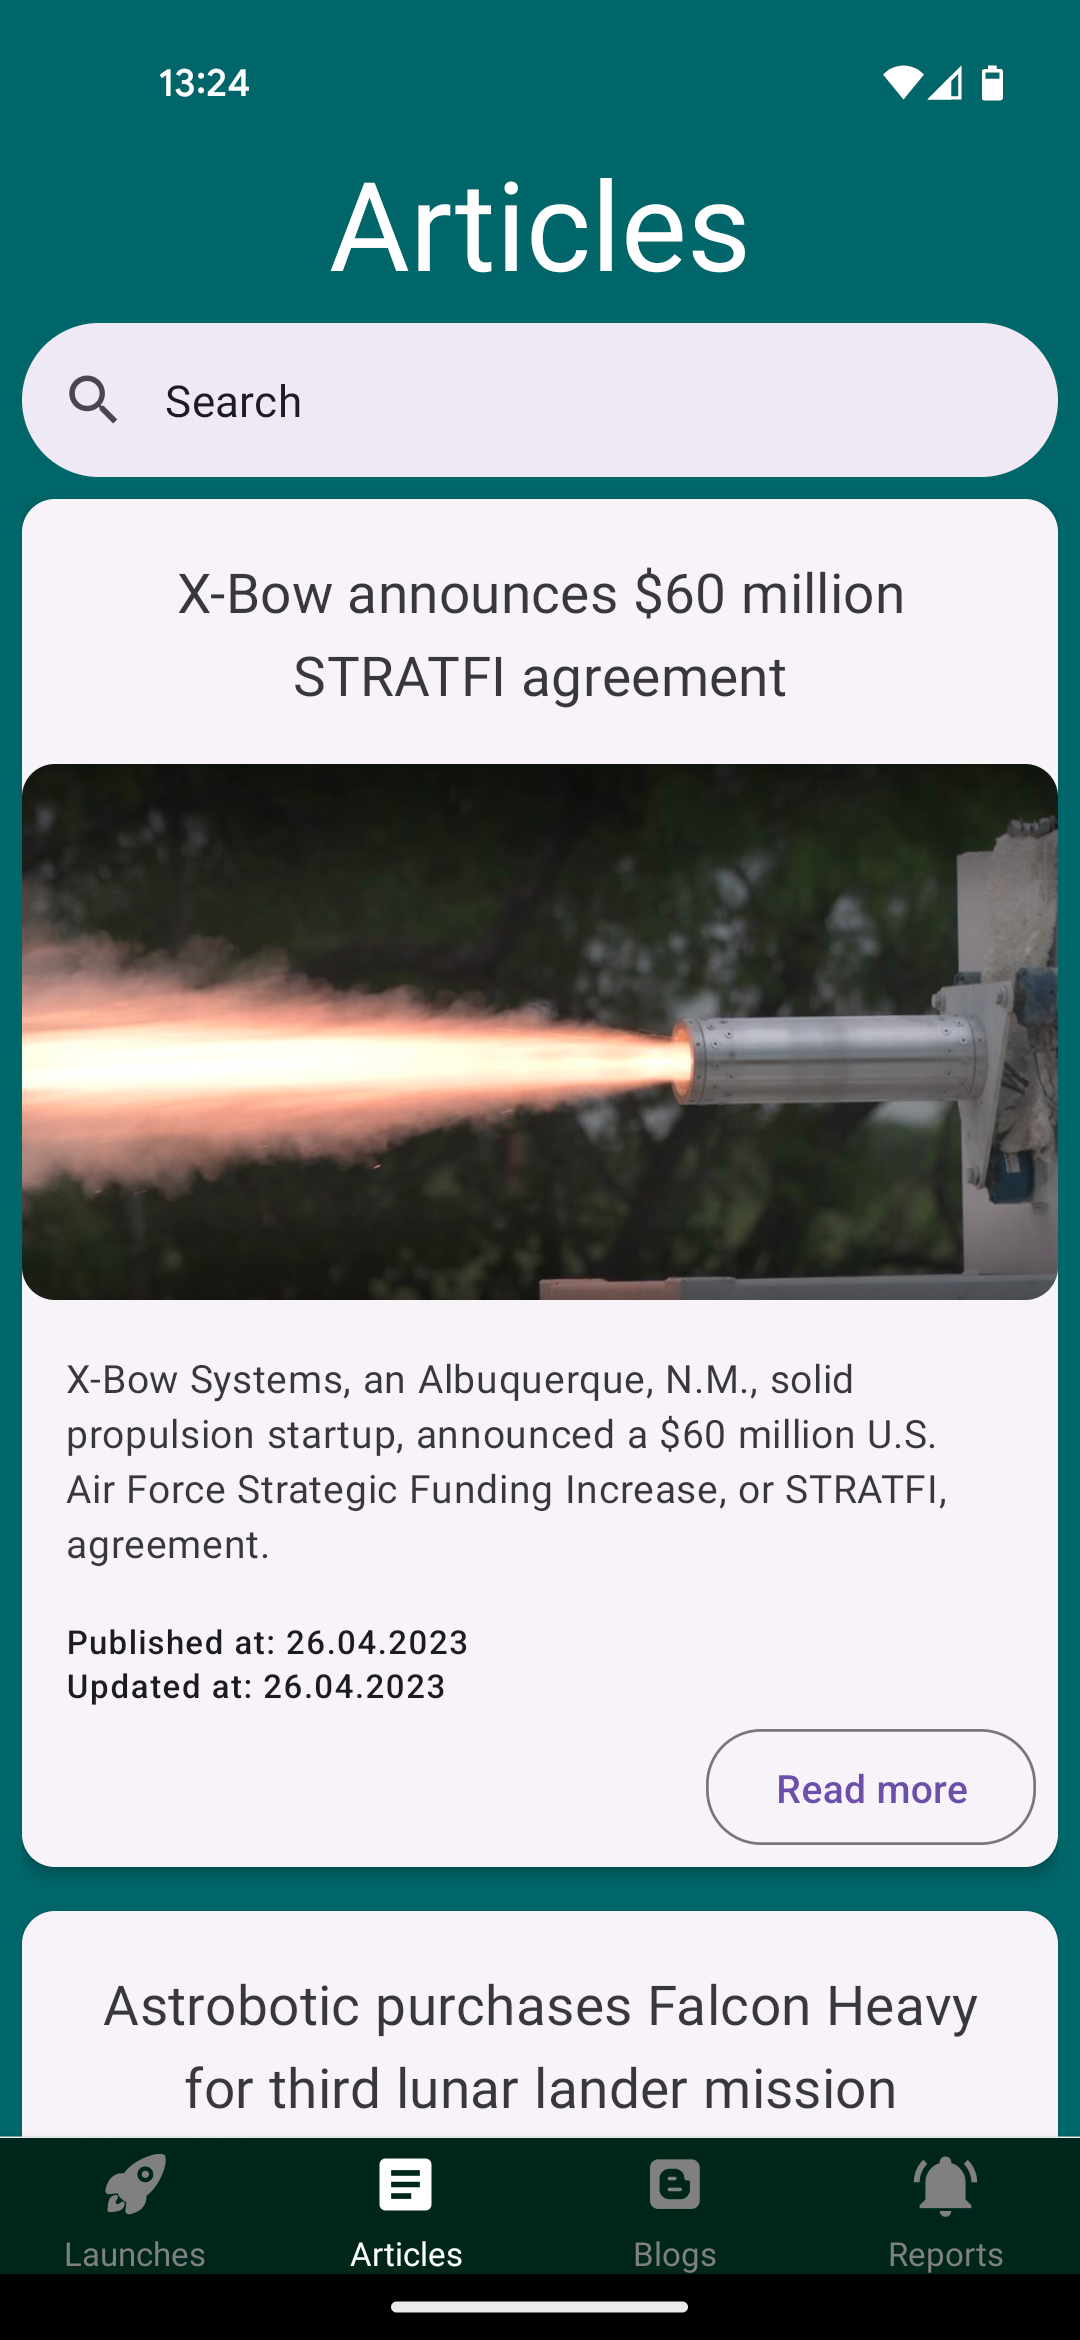 13:24
Articles
Search
X-Bow announces $60 million
STRATFI agreement
X-Bow Systems, an Albuquerque, N.M., solid
propulsion startup, announced a $60 million U.S.
Air Force Strategic Funding Increase, or STRATFI,
agreement.
Published at: 26.04.2023
Updated at: 26.04.2023
Read more
Astrobotic purchases Falcon Heavy
for third lunar lander mission
Launches
Articles
Blogs
Reports